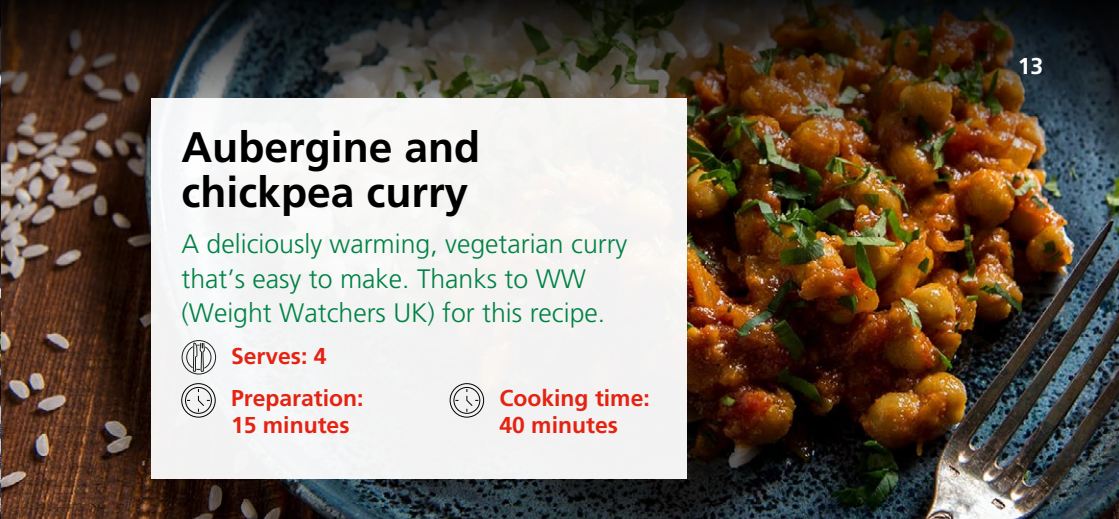 13
Aubergine and
chickpea curry
A deliciously warming, vegetarian curry
that’s easy to make. Thanks to WW
(Weight Watchers UK) for this recipe.
Serves: 4
Preparation:
15 minutes
Cooking time:
40 minutes